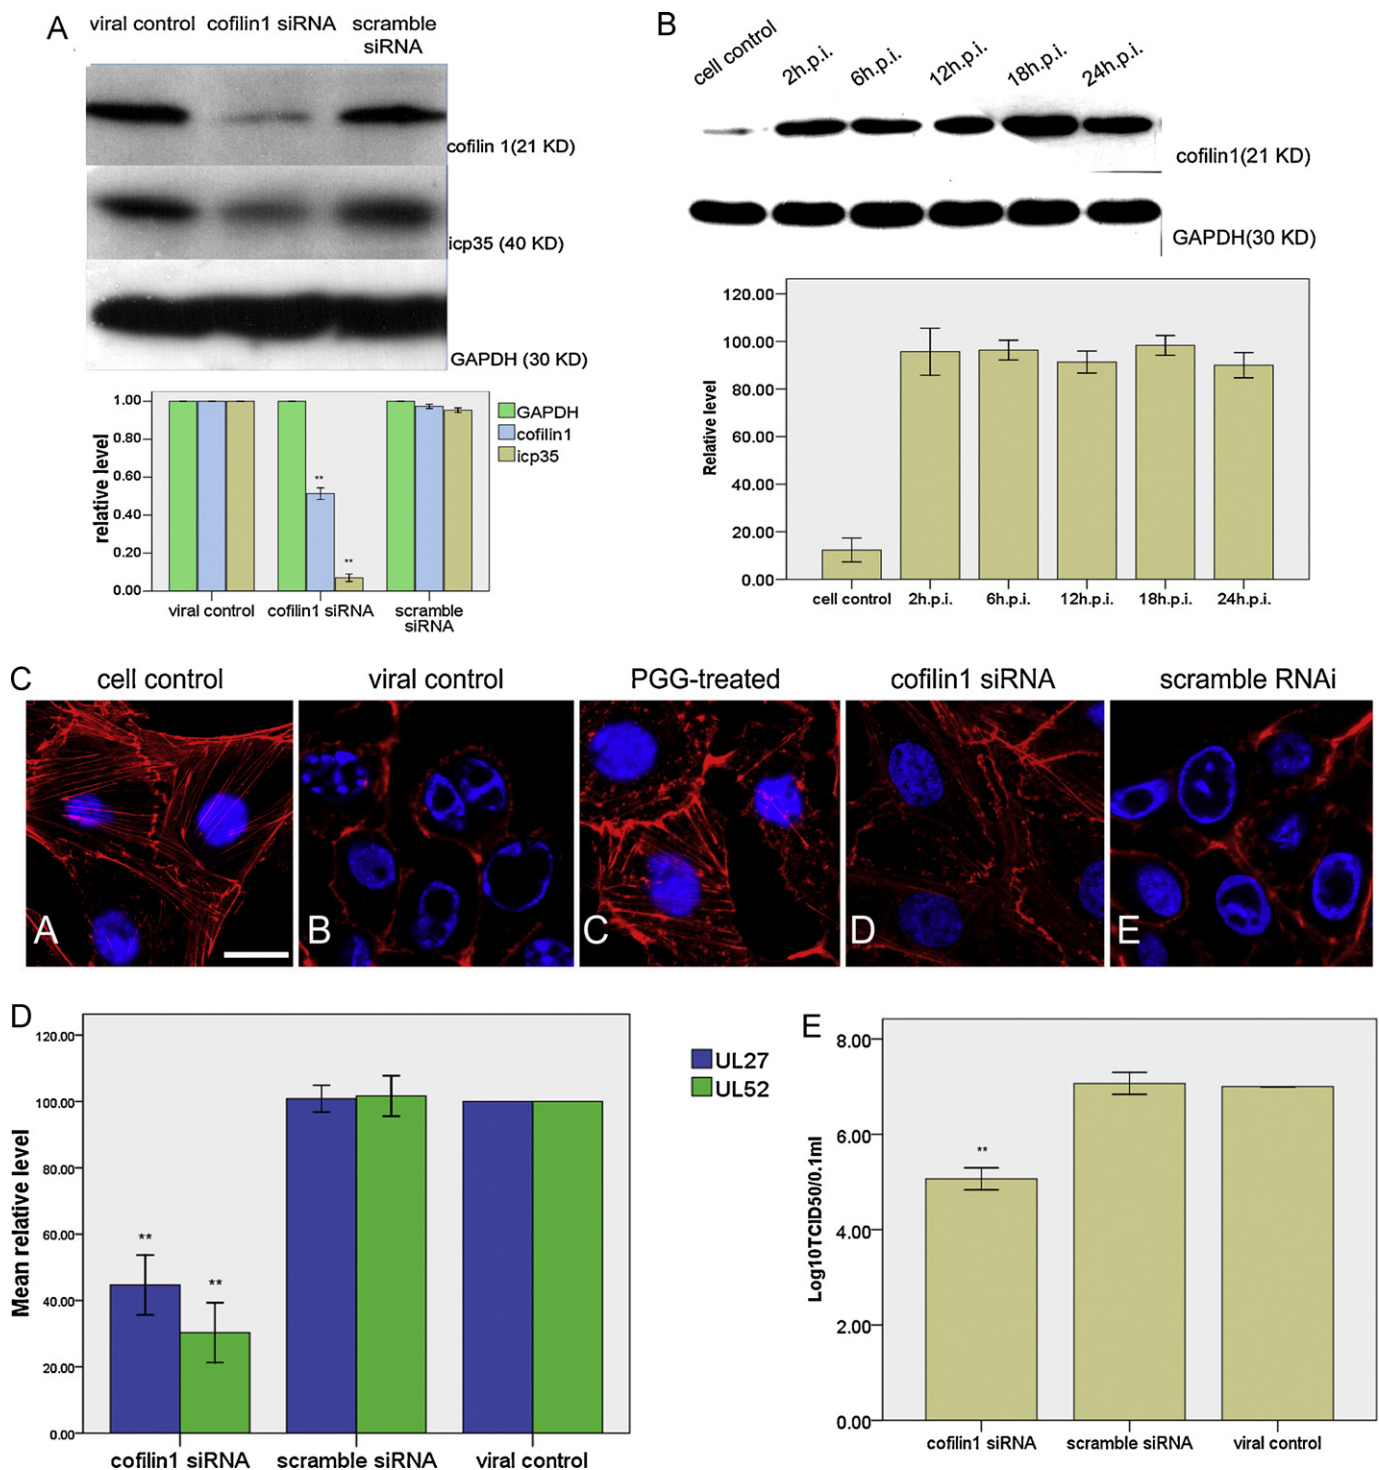 A
viral control cofilin1 siRNA scramble
siRNA
cofilin 1(21 KD)
icp35 (40 KD)
GAPDH (30 KD)
1.00
0.80
0.60
0.40
0.20
0.00
relative level
**
**
GAPDH
cofilin1
icp35
viral control cofilin1 siRNA scramble
siRNA
B
cell control 2h.p.i. 6h.p.i. 12h.p.i. 18h.p.i. 24h.p.i.
cofilin1(21 KD)
GAPDH(30 KD)
120.00
100.00
80.00
60.00
40.00
20.00
0.00
Relative level
cell control 2h.p.i. 6h.p.i. 12h.p.i. 18h.p.i. 24h.p.i.
C
cell control viral control PGG-treated cofilin1 siRNA scramble RNAi
A B C D E
D
120.00
100.00
80.00
60.00
40.00
20.00
0.00
Mean relative level
**
**
UL27
UL52
cofilin1 siRNA scramble siRNA viral control
E
8.00
6.00
4.00
2.00
0.00
Log10TCID50/0.1ml
**
cofilin1 siRNA scramble siRNA viral control